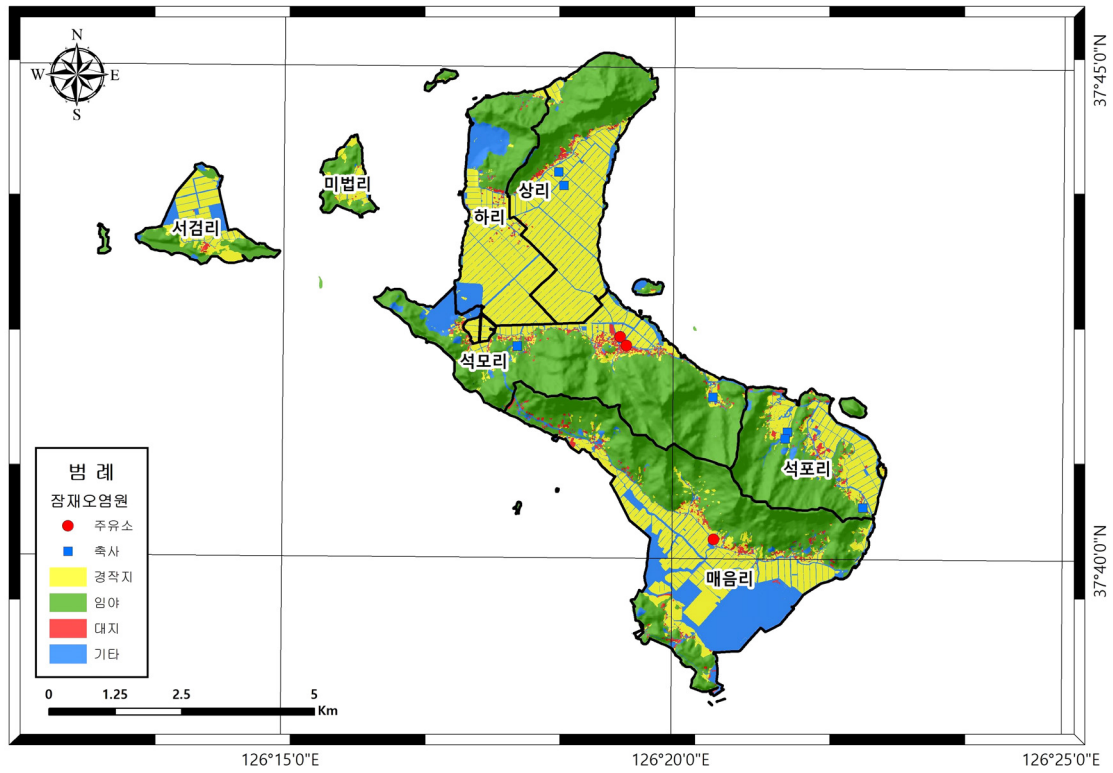 N
W
E
S
37°45'0"N
미법리
상리
하리
서검리
석모리
석포리
매음리
37°40'0"N
범 례
잠재오염원
주유소
축사
경작지
임야
대지
기타
0 1.25 2.5 5
Km
126°15'0"E 126°20'0"E 126°25'0"E